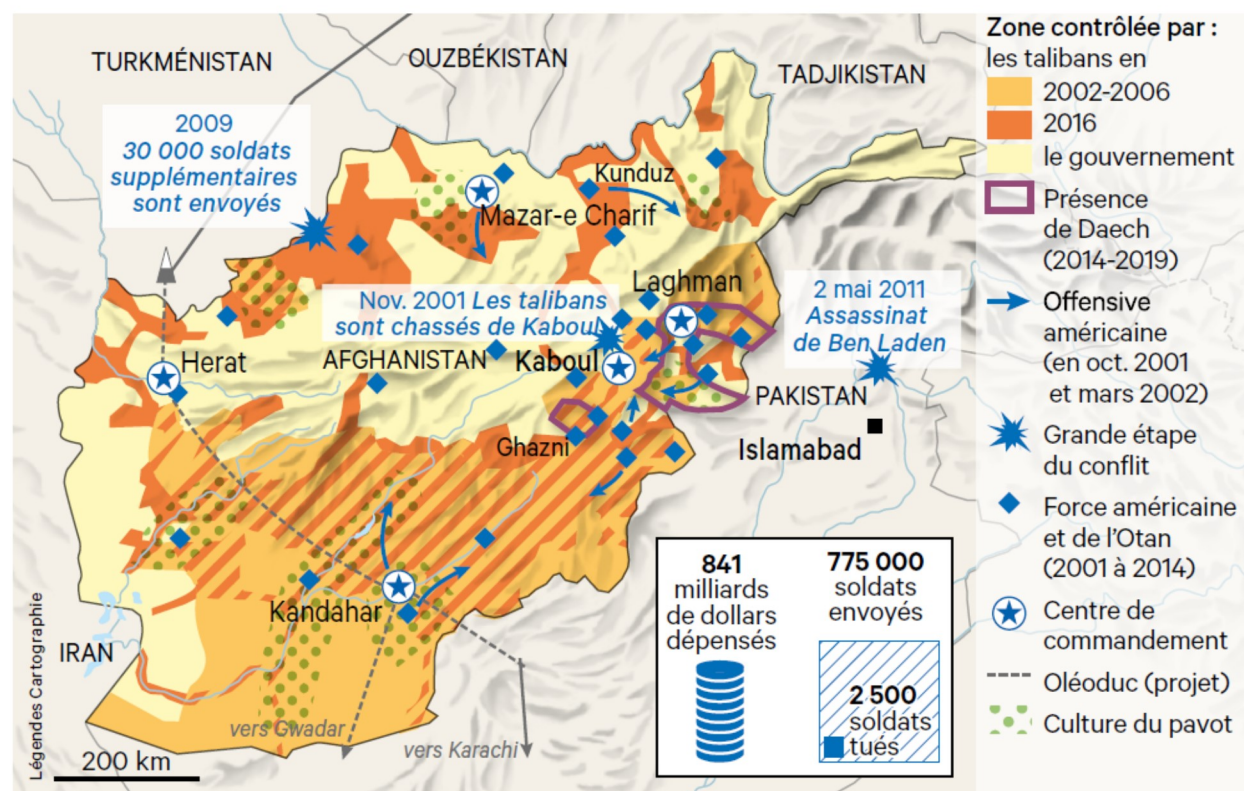 TURKMÉNISTAN
OUZBÉKISTAN
TADJIKISTAN
2009
30 000 soldats
supplémentaires
sont envoyés
Kunduz
Mazar-e Charif
Laghman
Nov. 2001 Les talibans
sont chassés de Kaboul
2 mai 2011
Assassinat
de Ben Laden
Herat
AFGHANISTAN
Kaboul
PAKISTAN
Ghazni
Islamabad
Kandahar
IRAN
vers Gwadar
vers Karachi
200 km
Légendes Cartographie
841
milliards
de dollars
dépensés
775 000
soldats
envoyés
2 500
soldats
tués
Zone contrôlée par :
les talibans en
2002-2006
2016
le gouvernement
Présence
de Daech
(2014-2019)
Offensive
américaine
(en oct. 2001
et mars 2002)
Grande étape
du conflit
Force américaine
et de l'Otan
(2001 à 2014)
Centre de
commandement
Oléoduc (projet)
Culture du pavot